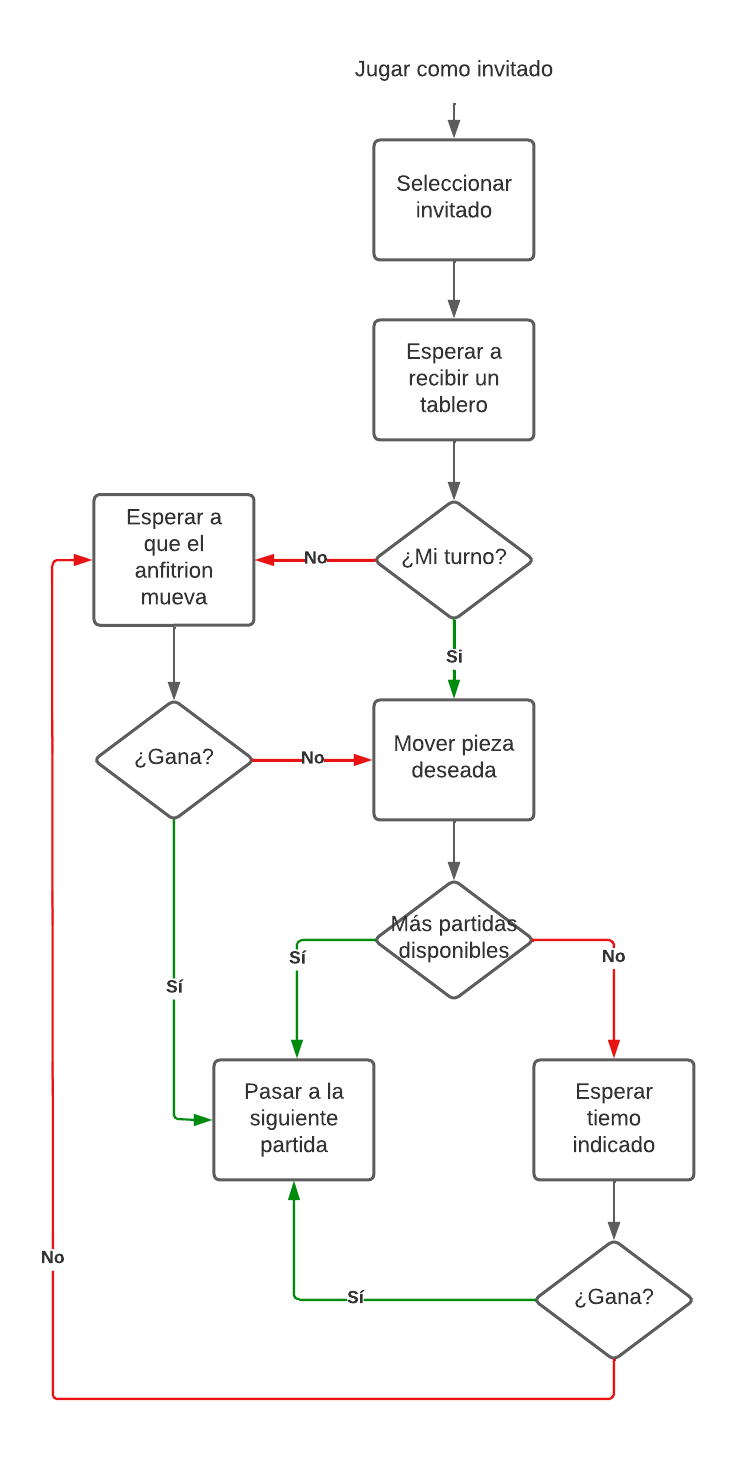 Jugar como invitado
Seleccionar
invitado
Esperar a
recibir un
tablero
Esperar a
que el
anfitrion
mueva
No
¿Mi turno?
Si
¿Gana?
No
Mover pieza
deseada
Más partidas
disponibles
Sí
No
Sí
Pasar a la
siguiente
partida
Esperar
tiemo
indicado
No
Sí
¿Gana?